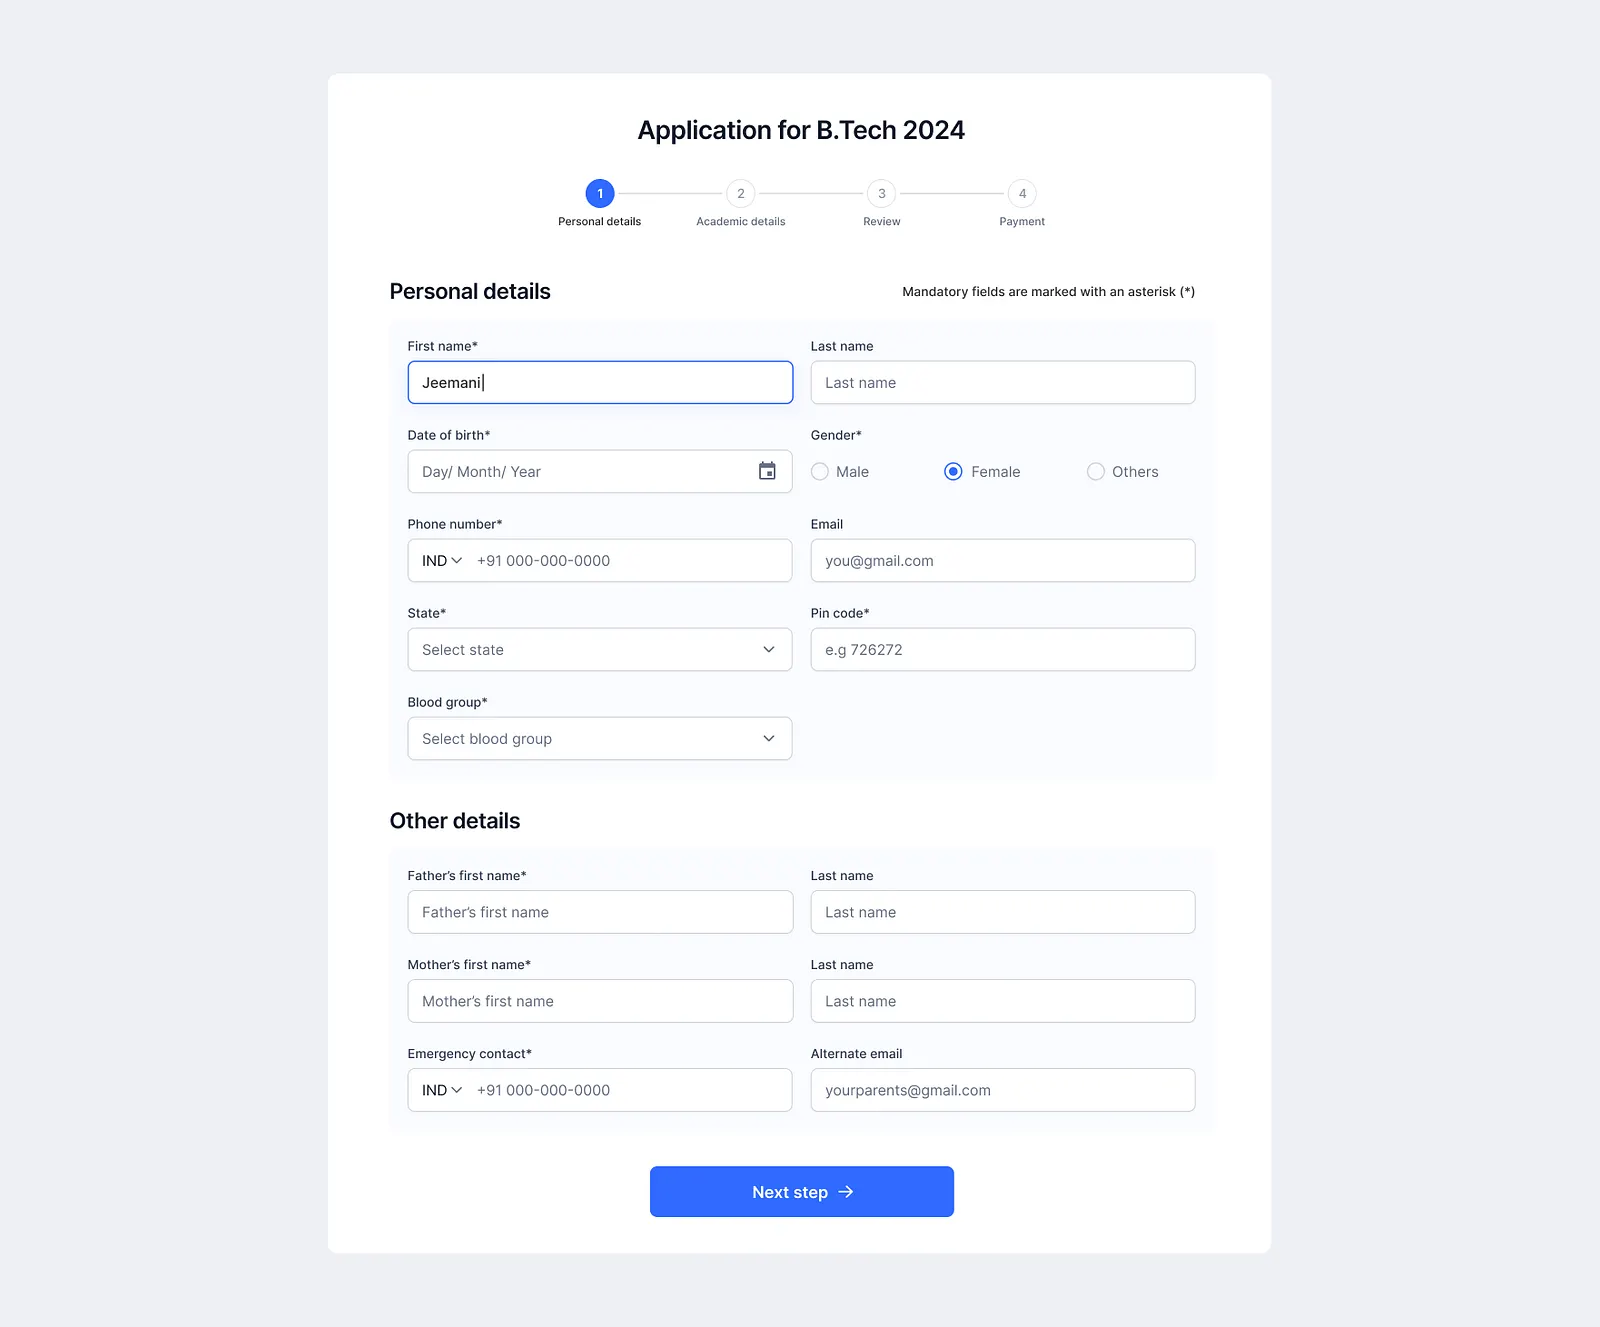 Application for B.Tech 2024
1 2 3 4
Personal details Academic details Review Payment
Personal details Mandatory fields are marked with an asterisk (*)
First name* Last name
Jeemani Last name
Date of birth* Gender*
Day/ Month/ Year Male Female Others
Phone number* Email
IND +91 000-000-0000 you@gmail.com
State* Pin code*
Select state e.g 726272
Blood group*
Select blood group
Other details
Father’s first name* Last name
Father’s first name Last name
Mother’s first name* Last name
Mother’s first name Last name
Emergency contact* Alternate email
IND +91 000-000-0000 yourparents@gmail.com
Next step →